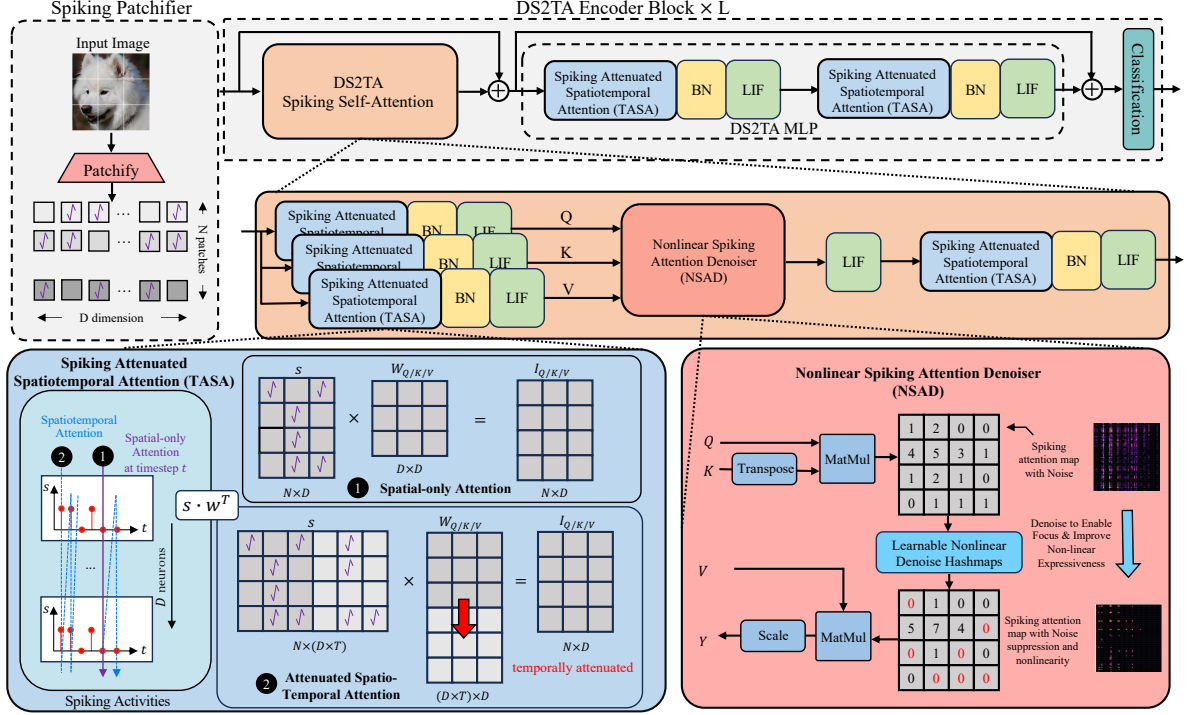 Spiking Patchifier
DS2TA Encoder Block × L
Input Image
Patchify
...
...
...
N patches
D dimension
DS2TA
Spiking Self-Attention
Spiking Attenuated
Spatiotemporal
Attention (TASA)
BN
LIF
Spiking Attenuated
Spatiotemporal
Attention (TASA)
BN
LIF
DS2TA MLP
Classification
Spiking Attenuated
Spatiotemporal
BN
LIF
Q
Spiking Attenuated
Spatiotemporal
BN
LIF
K
Spiking Attenuated
Spatiotemporal
Attention (TASA)
BN
LIF
V
Nonlinear Spiking
Attention Denoiser
(NSAD)
LIF
Spiking Attenuated
Spatiotemporal
Attention (TASA)
BN
LIF
Spiking Attenuated
Spatiotemporal Attention (TASA)
Spatiotemporal
Attention
Spatial-only
Attention
at timestep t
2
1
s
t
...
s
t
D neurons
Spiking Activities
s · w^T
s
W_{Q/K/V}
I_{Q/K/V}
×
=
N×D
D×D
N×D
1 Spatial-only Attention
s
W_{Q/K/V}
I_{Q/K/V}
×
=
N×(D×T)
(D×T)×D
N×D
temporally attenuated
2 Attenuated Spatio-
Temporal Attention
Nonlinear Spiking Attention Denoiser
(NSAD)
Q
K
Transpose
MatMul
1 2 0 0
4 5 3 1
1 2 1 0
0 1 1 1
Spiking
attention map
with Noise
Learnable Nonlinear
Denoise Hashmaps
Denoise to Enable
Focus & Improve
Non-linear
Expressiveness
V
Y
Scale
MatMul
0 1 0 0
5 7 4 0
0 1 0 0
0 0 0 0
Spiking attention
map with Noise
suppression and
nonlinearity